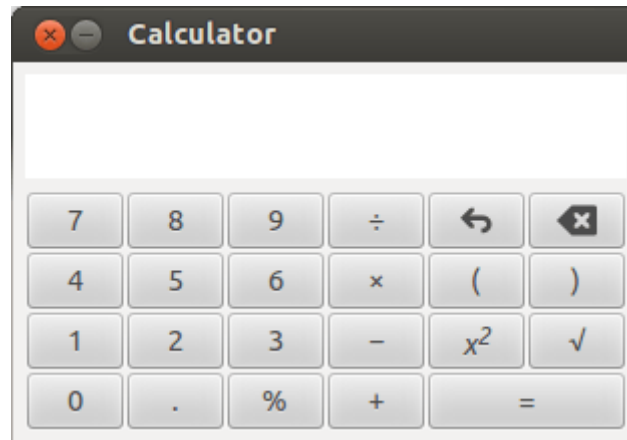 Calculator
7 8 9 ÷
4 5 6 × ( )
1 2 3 − x² √
0 . % + =